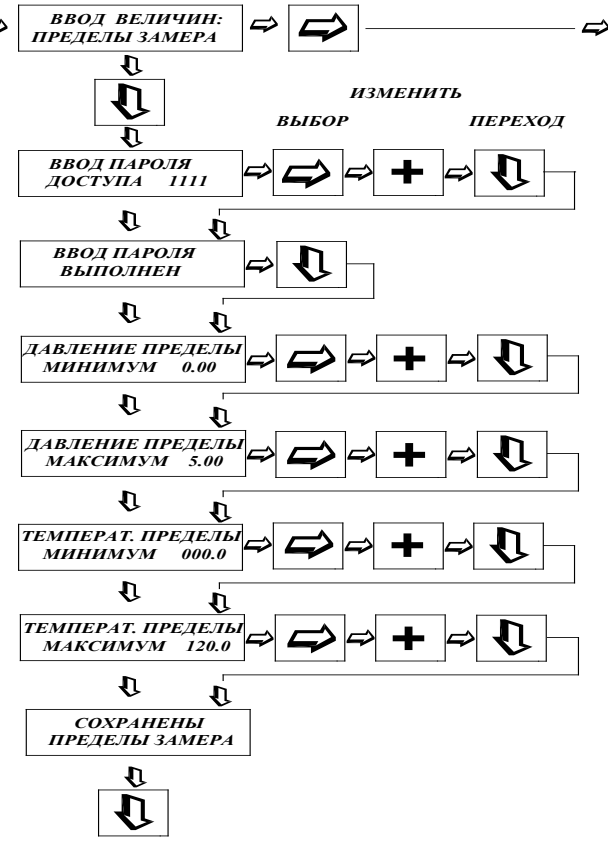 ВВОД ВЕЛИЧИН:
ПРЕДЕЛЫ ЗАМЕРА
ИЗМЕНИТЬ
ВЫБОР ПЕРЕХОД
ВВОД ПАРОЛЯ
ДОСТУПА 1111
+
ВВОД ПАРОЛЯ
ВЫПОЛНЕН
ДАВЛЕНИЕ ПРЕДЕЛЫ
МИНИМУМ 0.00
+
ДАВЛЕНИЕ ПРЕДЕЛЫ
МАКСИМУМ 5.00
+
ТЕМПЕРАТ. ПРЕДЕЛЫ
МИНИМУМ 000.0
+
ТЕМПЕРАТ. ПРЕДЕЛЫ
МАКСИМУМ 120.0
+
СОХРАНЕНЫ
ПРЕДЕЛЫ ЗАМЕРА